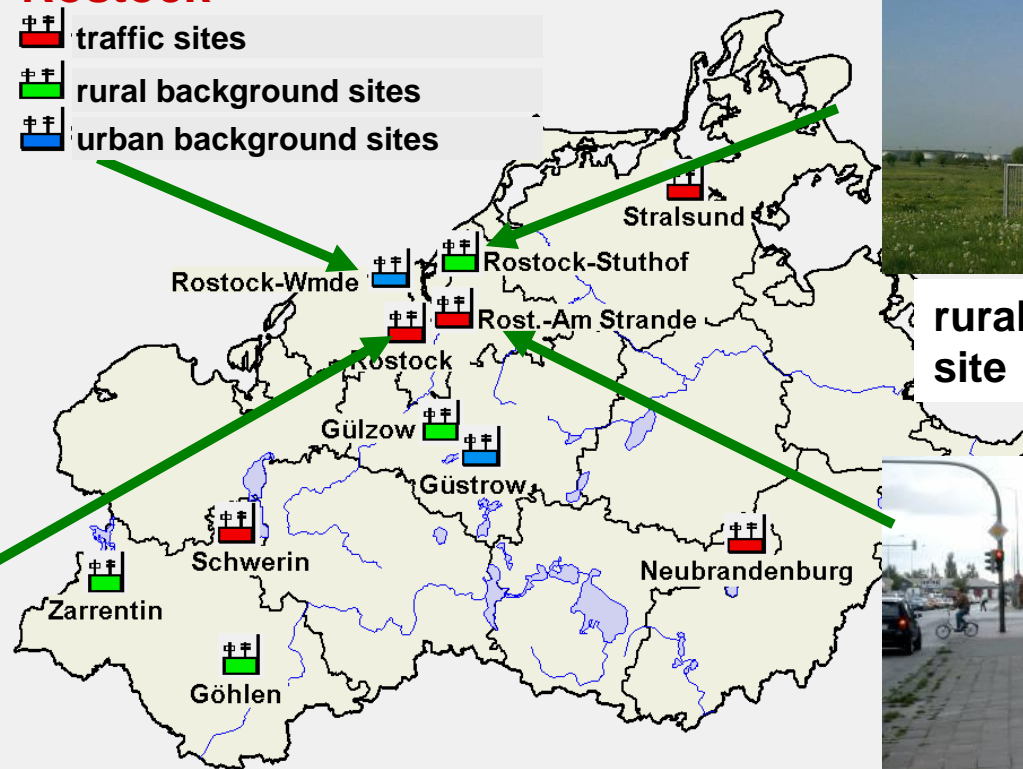 Rostock
traffic sites
rural background sites
urban background sites
Stralsund
Rostock-Wmde
Rostock-Stuthof
Rost.-Am Strande
Rostock
rural
site
Gülzow
Güstrow
Schwerin
Neubrandenburg
Zarrentin
Göhlen